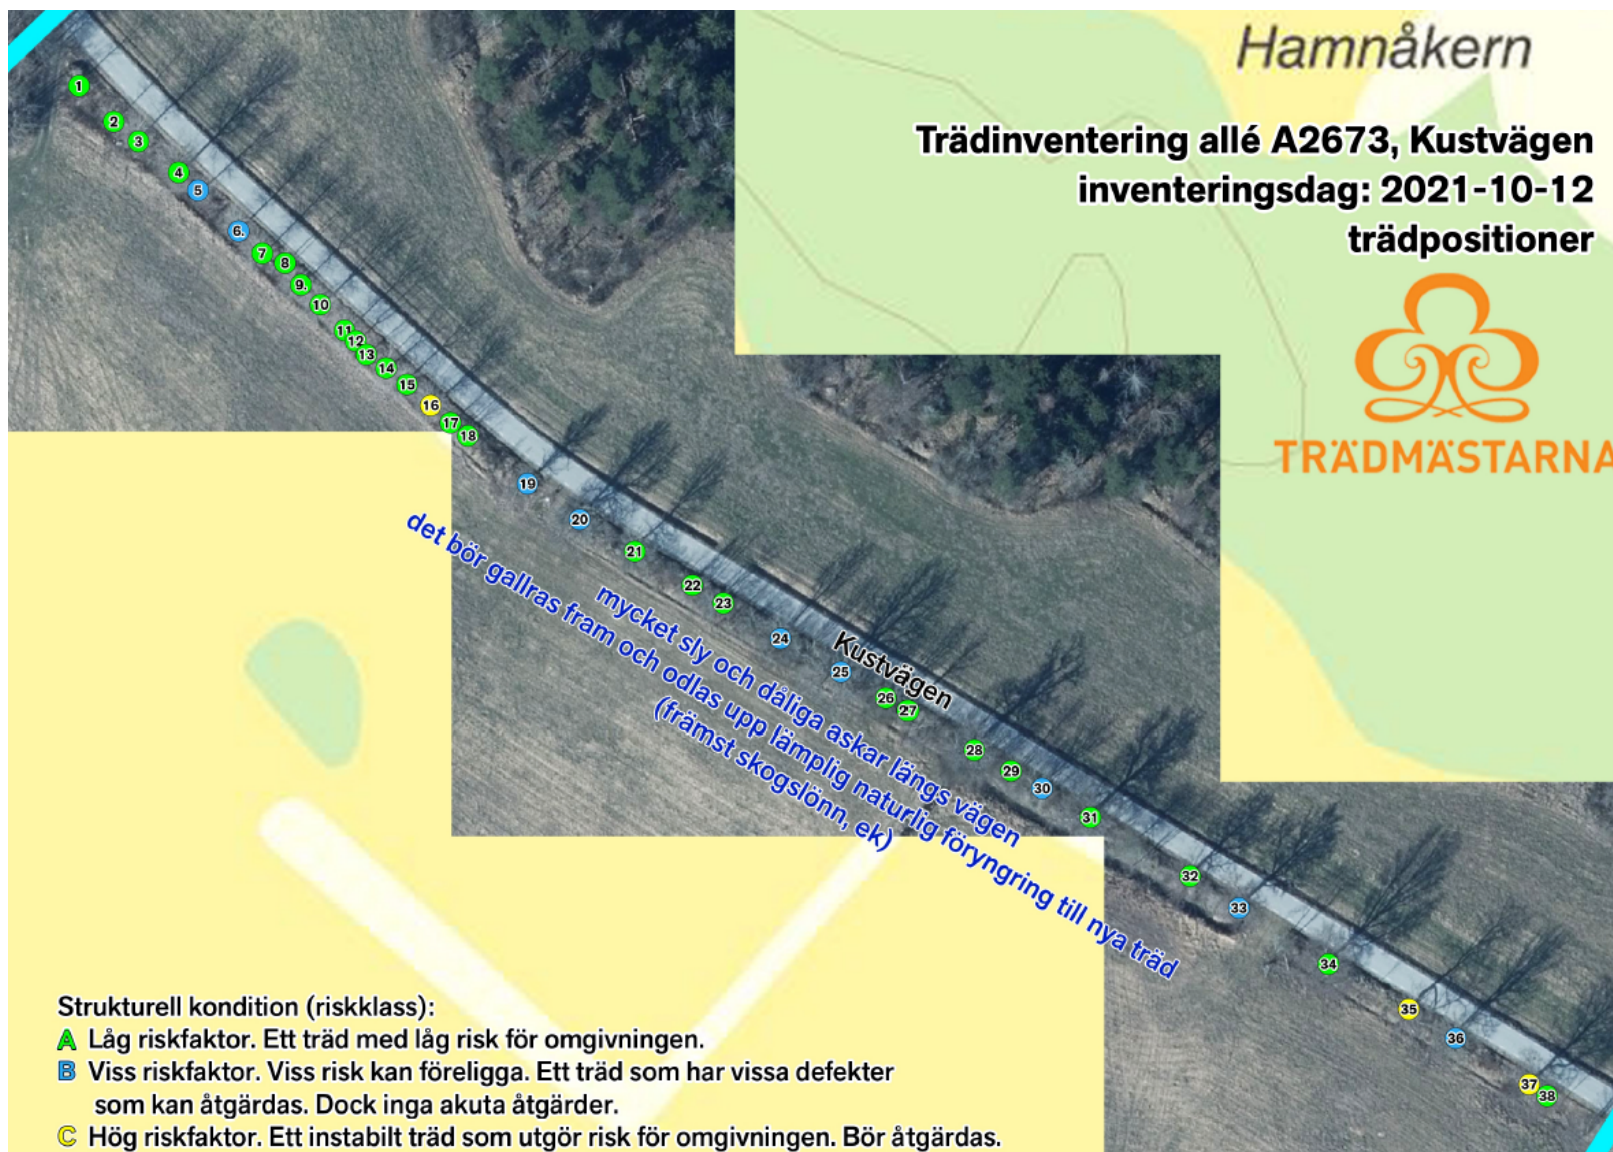 Hamnåkern
Trädinventering allé A2673, Kustvägen
inventeringsdag: 2021-10-12
trädpositioner
TRÄDMÄSTARNA
1
2
3
4
5
6.
7
8
9.
10
11
12
13
14
15
16
17
18
19
20
21
22
23
24
25
26
27
28
29
30
31
32
33
34
35
36
37
38
Kustvägen
mycket sly och dåliga askar längs vägen
det bör gallras fram och odlas upp lämplig naturlig föryngring till nya träd
(främst skogslönn, ek)
Strukturell kondition (riskklass):
A Låg riskfaktor. Ett träd med låg risk för omgivningen.
B Viss riskfaktor. Viss risk kan föreligga. Ett träd som har vissa defekter
som kan åtgärdas. Dock inga akuta åtgärder.
C Hög riskfaktor. Ett instabilt träd som utgör risk för omgivningen. Bör åtgärdas.